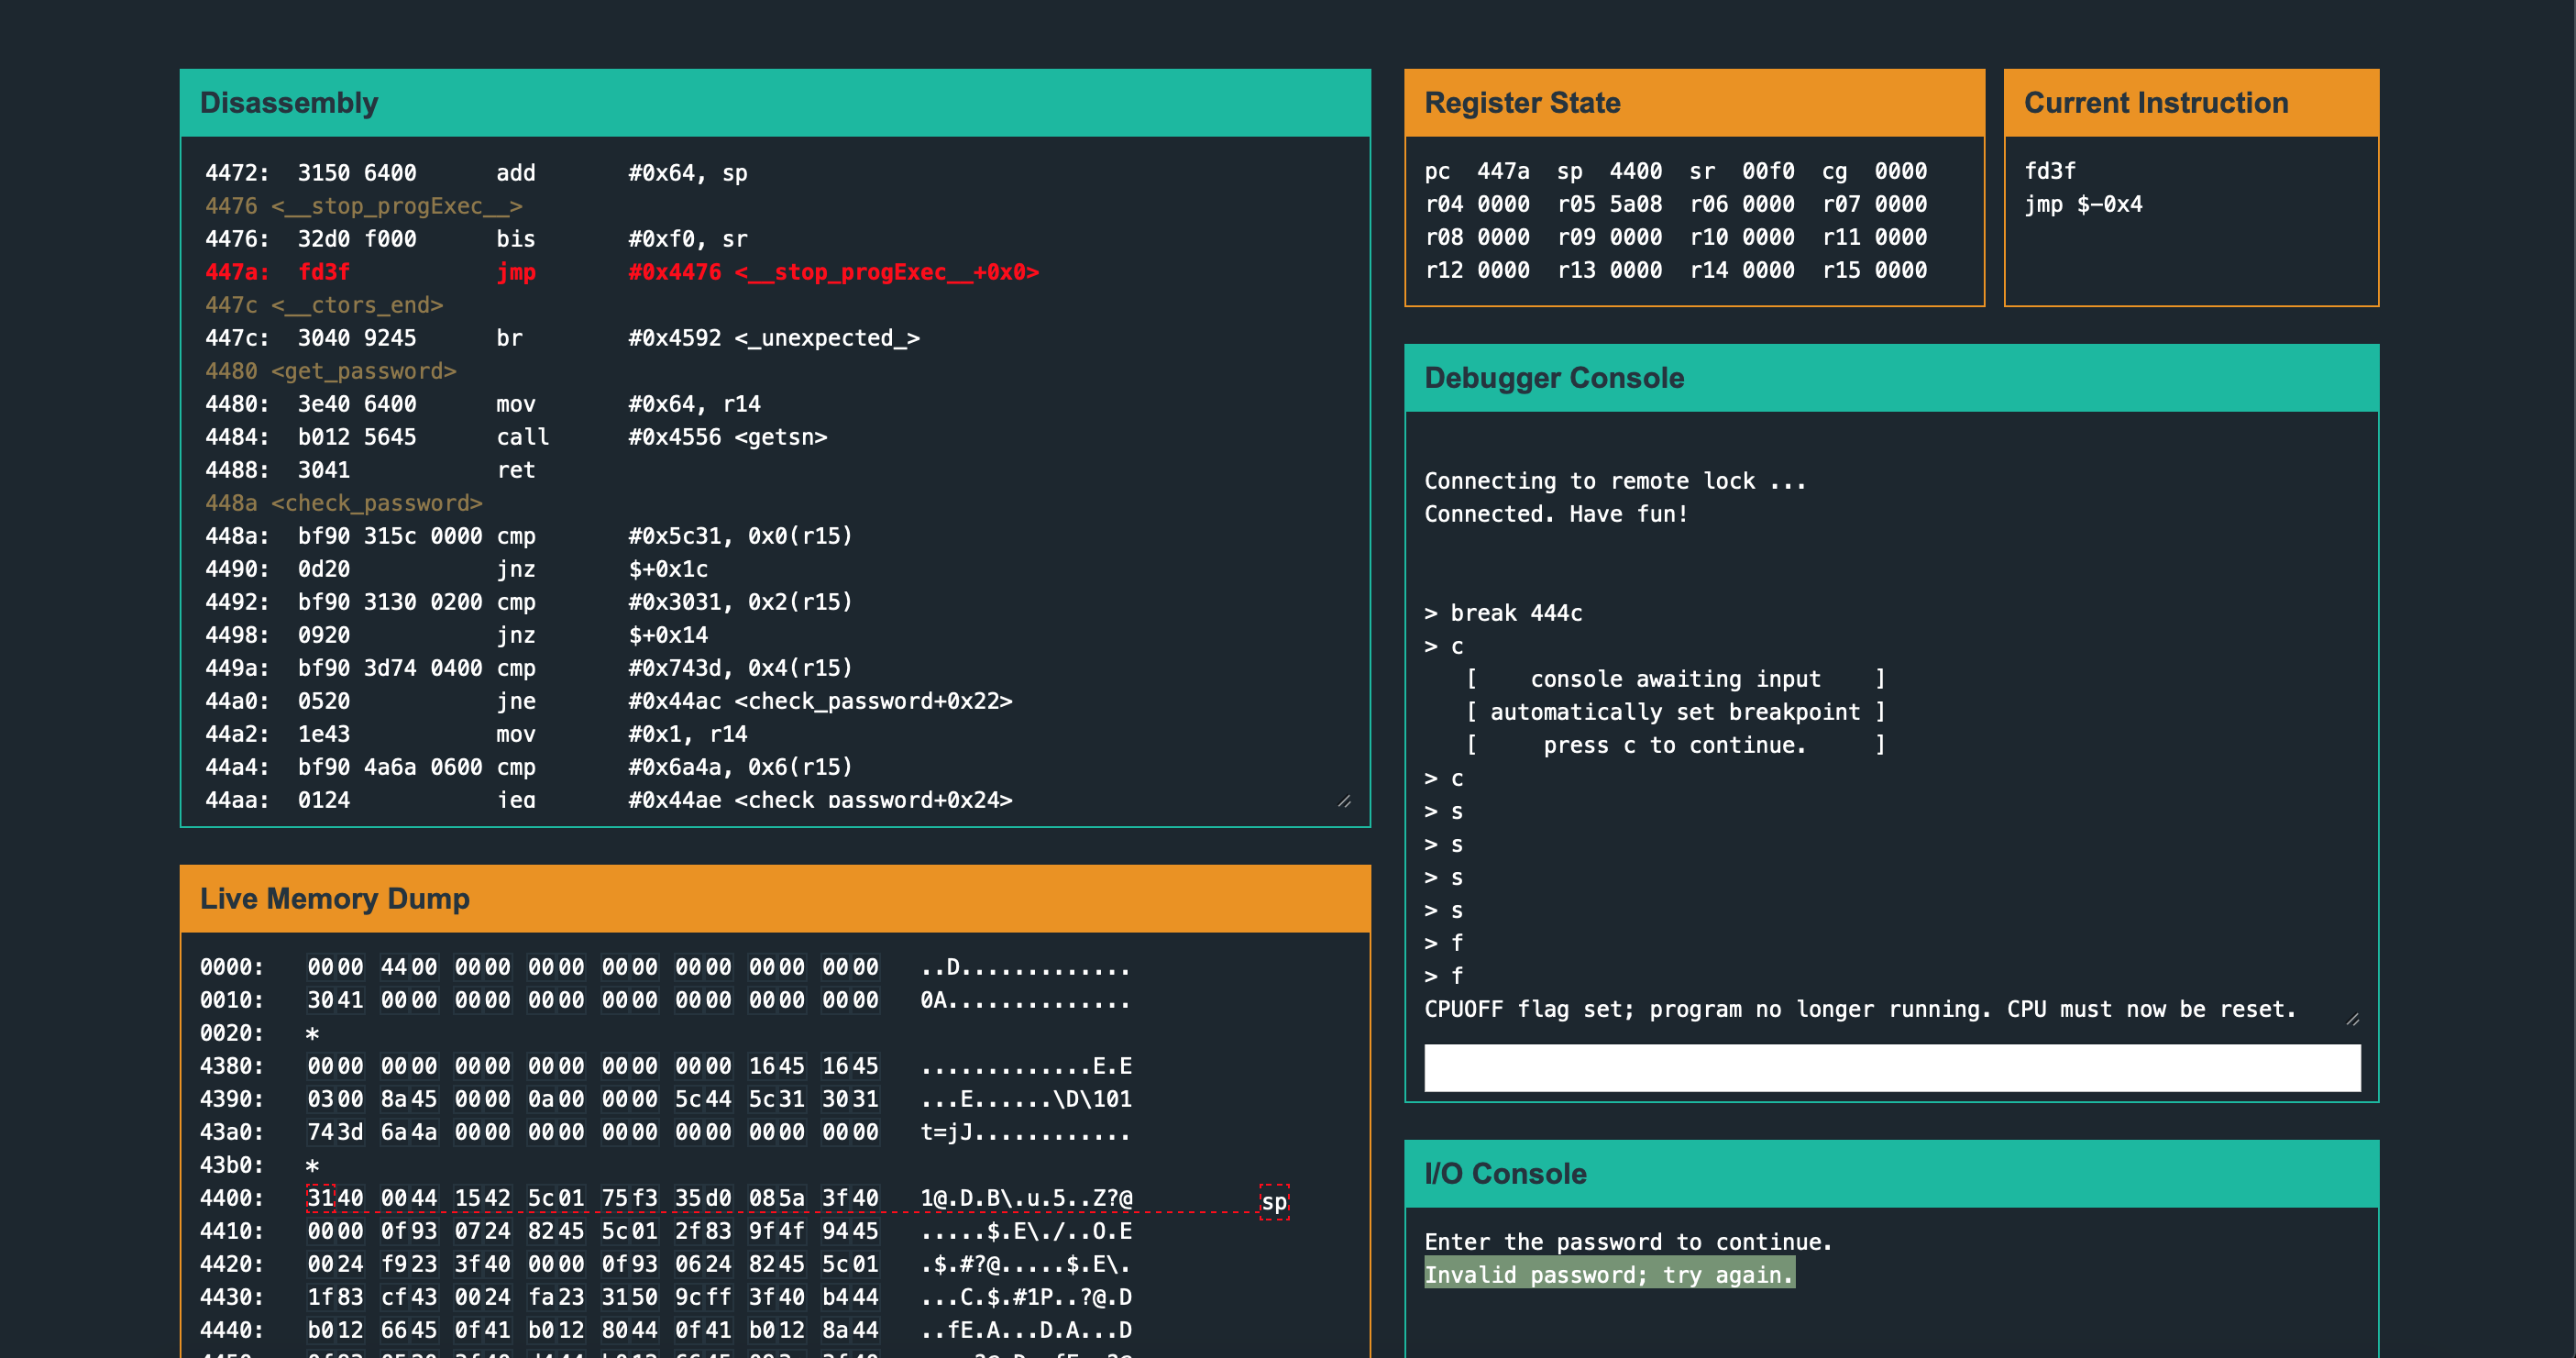 Disassembly
4472: 3150 6400 add #0x64, sp
4476 <__stop_progExec__>
4476: 32d0 f000 bis #0xf0, sr
447a: fd3f jmp #0x4476 <__stop_progExec__+0x0>
447c <__ctors_end>
447c: 3040 9245 br #0x4592 <_unexpected_>
4480 <get_password>
4480: 3e40 6400 mov #0x64, r14
4484: b012 5645 call #0x4556 <getsn>
4488: 3041 ret
448a <check_password>
448a: bf90 315c 0000 cmp #0x5c31, 0x0(r15)
4490: 0d20 jnz $+0x1c
4492: bf90 3130 0200 cmp #0x3031, 0x2(r15)
4498: 0920 jnz $+0x14
449a: bf90 3d74 0400 cmp #0x743d, 0x4(r15)
44a0: 0520 jne #0x44ac <check_password+0x22>
44a2: 1e43 mov #0x1, r14
44a4: bf90 4a6a 0600 cmp #0x6a4a, 0x6(r15)
44aa: 0124 jeq #0x44ae <check_password+0x24>
Live Memory Dump
0000: 0000 4400 0000 0000 0000 0000 0000 0000 ..D.............
0010: 3041 0000 0000 0000 0000 0000 0000 0000 0A..............
0020: *
4380: 0000 0000 0000 0000 0000 0000 1645 1645 .............E.E
4390: 0300 8a45 0000 0a00 0000 5c44 5c31 3031 ...E......\D\101
43a0: 743d 6a4a 0000 0000 0000 0000 0000 0000 t=jJ............
43b0: *
4400: 3140 0044 1542 5c01 75f3 35d0 085a 3f40 1@.D.B\.u.5..Z?@ sp
4410: 0000 0f93 0724 8245 5c01 2f83 9f4f 9445 .....$.E\./..O.E
4420: 0024 f923 3f40 0000 0f93 0624 8245 5c01 .$.#?@.....$.E\.
4430: 1f83 cf43 0024 fa23 3150 9cff 3f40 b444 ...C.$.#1P..?@.D
4440: b012 6645 0f41 b012 8044 0f41 b012 8a44 ..fE.A...D.A...D
Register State
pc 447a sp 4400 sr 00f0 cg 0000
r04 0000 r05 5a08 r06 0000 r07 0000
r08 0000 r09 0000 r10 0000 r11 0000
r12 0000 r13 0000 r14 0000 r15 0000
Current Instruction
fd3f
jmp $-0x4
Debugger Console
Connecting to remote lock ...
Connected. Have fun!
> break 444c
> c
[ console awaiting input ]
[ automatically set breakpoint ]
[ press c to continue. ]
> c
> s
> s
> s
> s
> f
> f
CPUOFF flag set; program no longer running. CPU must now be reset.
I/O Console
Enter the password to continue.
Invalid password; try again.